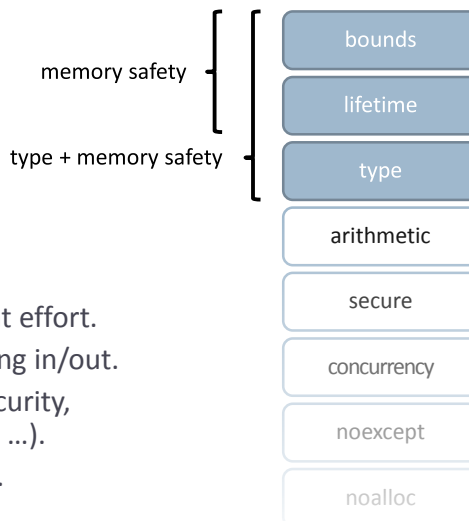 bounds
memory safety
lifetime
type + memory safety
type
arithmetic
secure
t effort.
ng in/out.
concurrency
curity,
…).
noexcept
.
noalloc